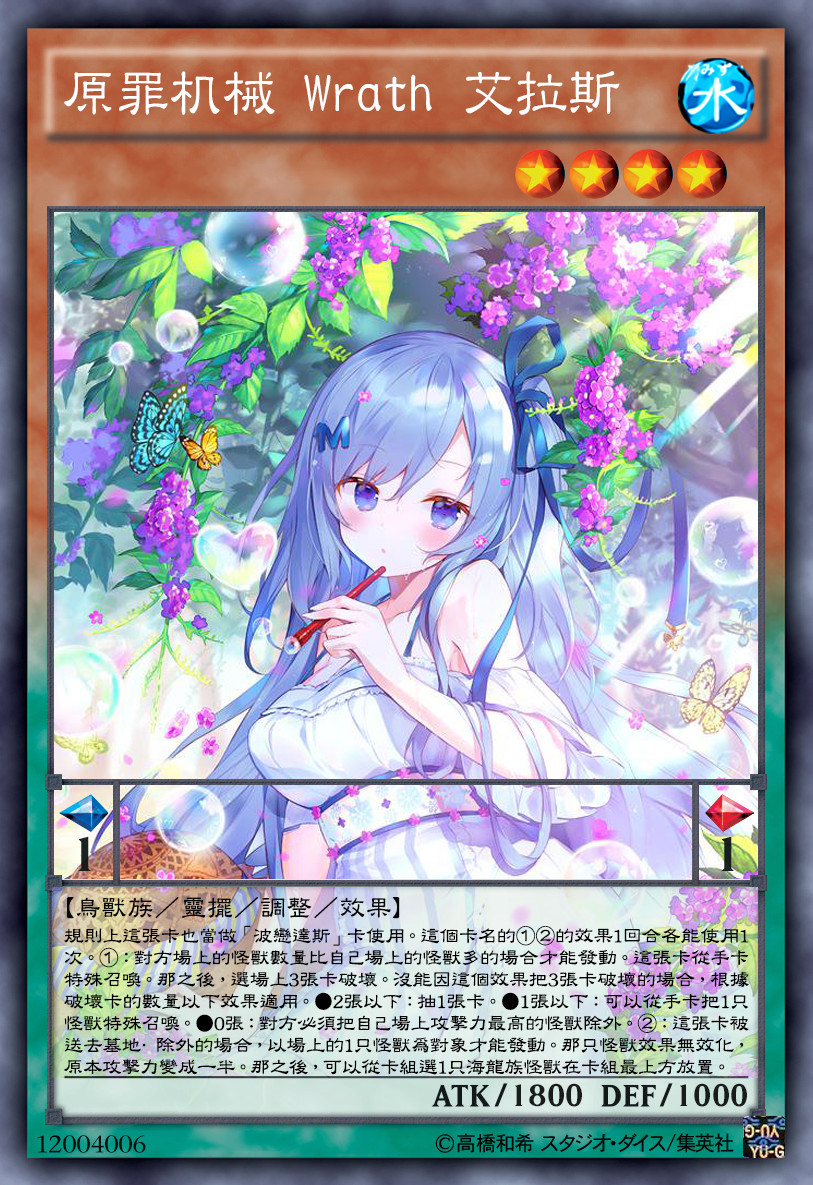 原罪机械 Wrath 艾拉斯
みず
水
M
1
1
【鳥獸族／靈擺／調整／效果】
規則上這張卡也當做「波戀達斯」卡使用。這個卡名的①②的效果1回合各能使用1
次。①：對方場上的怪獸數量比自己場上的怪獸多的場合才能發動。這張卡從手卡
特殊召喚。那之後，選場上3張卡破壞。沒能因這個效果把3張卡破壞的場合，根據
破壞卡的數量以下效果適用。●2張以下：抽1張卡。●1張以下：可以從手卡把1只
怪獸特殊召喚。●0張：對方必須把自己場上攻擊力最高的怪獸除外。②：這張卡被
送去墓地·除外的場合，以場上的1只怪獸為對象才能發動。那只怪獸效果無效化，
原本攻擊力變成一半。那之後，可以從卡組選1只海龍族怪獸在卡組最上方放置。
ATK/1800 DEF/1000
12004006
©高橋和希 スタジオ・ダイス/集英社
YU-G
YU-G